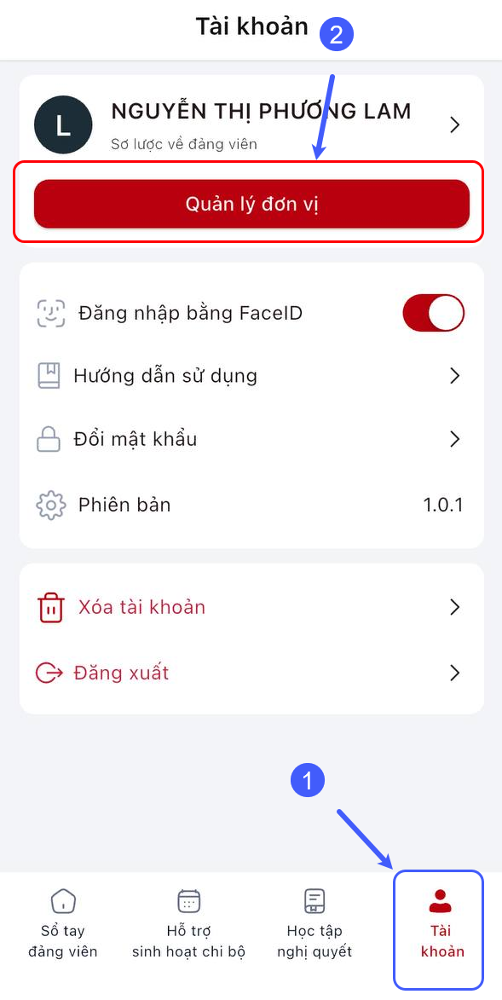 Tài khoản
2
L
NGUYỄN THỊ PHƯƠNG LAM
Sơ lược về đảng viên
Quản lý đơn vị
Đăng nhập bằng FaceID
Hướng dẫn sử dụng
Đổi mật khẩu
Phiên bản 1.0.1
Xóa tài khoản
Đăng xuất
1
Sổ tay
đảng viên
Hỗ trợ
sinh hoạt chi bộ
Học tập
nghị quyết
Tài
khoản